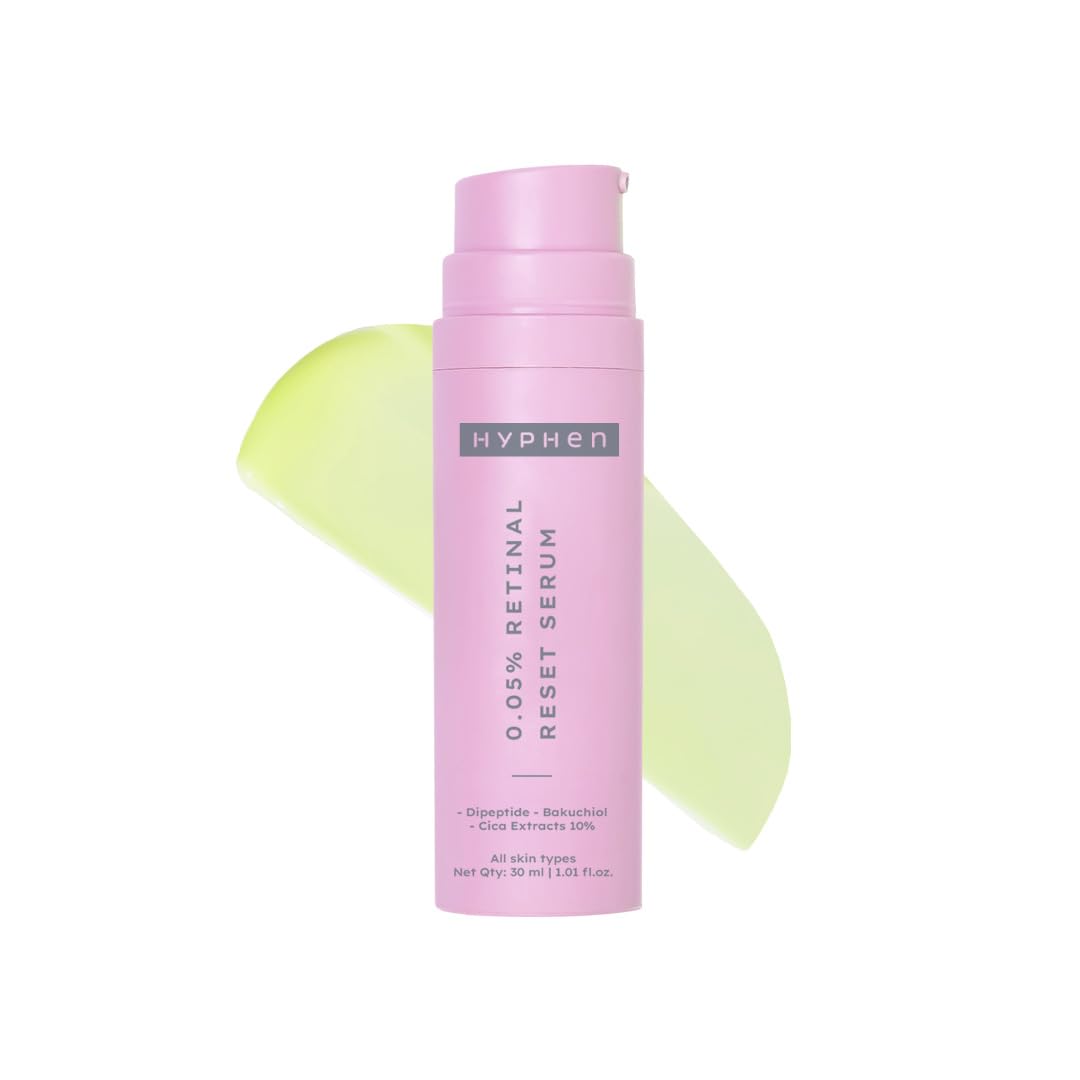 HYPHEN
0.05% RETINAL
RESET SERUM
- Dipeptide - Bakuchiol
- Cica Extracts 10%
All skin types
Net Qty: 30 ml | 1.01 fl.oz.